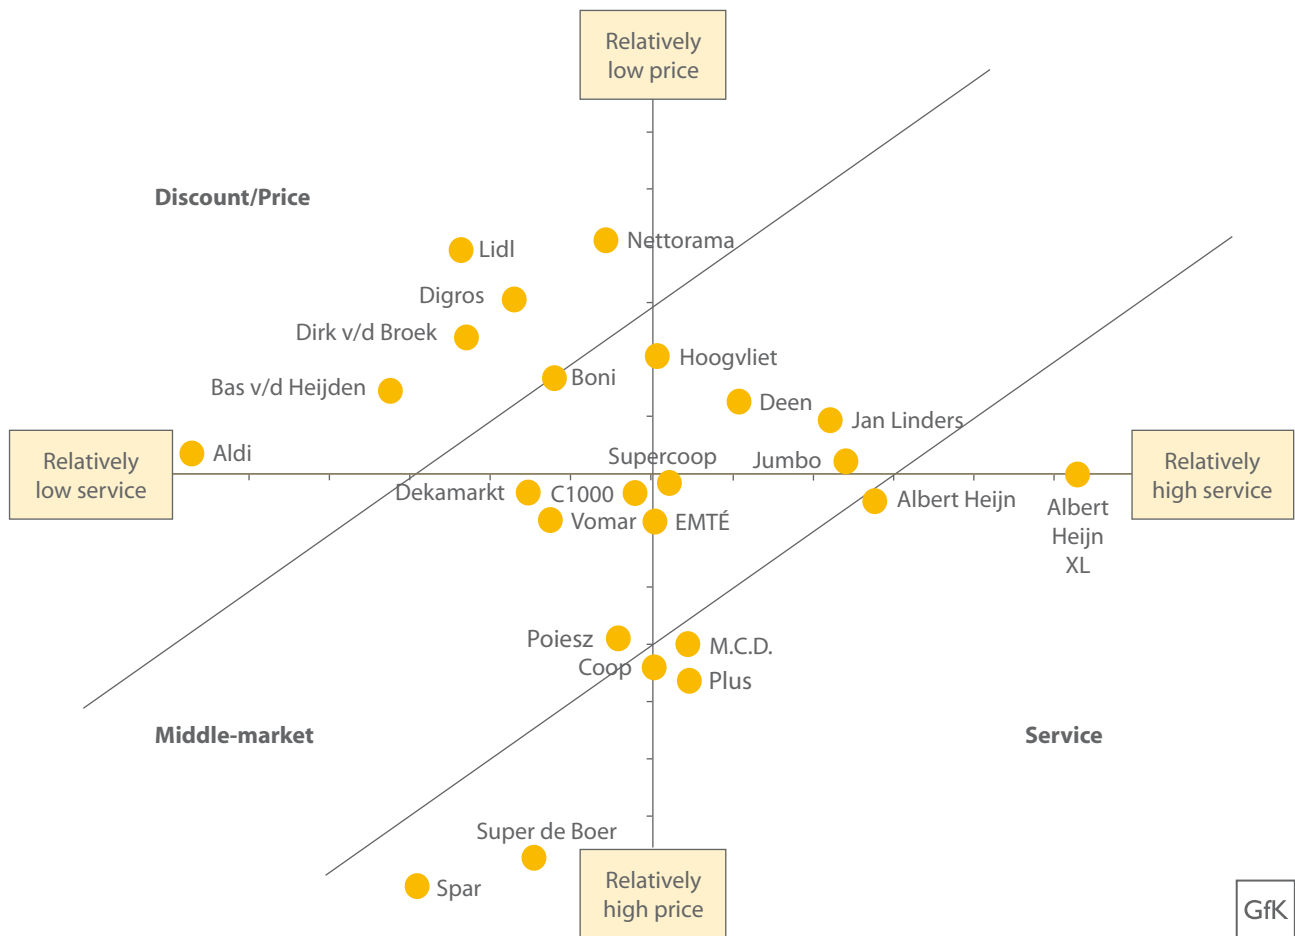 Relatively
low price
Discount/Price
Nettorama
Lidl
Digros
Dirk v/d Broek
Hoogvliet
Boni
Bas v/d Heijden
Deen
Jan Linders
Aldi
Supercoop
Jumbo
Relatively
low service
Relatively
high service
Dekamarkt
C1000
Albert Heijn
Albert
Heijn
XL
Vomar
EMTÉ
Poiesz
M.C.D.
Coop
Plus
Middle-market
Service
Super de Boer
Spar
Relatively
high price
GfK